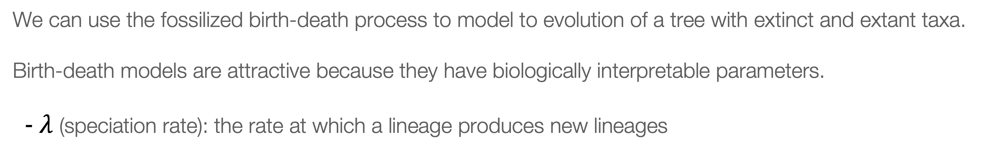 We can use the fossilized birth-death process to model to evolution of a tree with extinct and extant taxa.
Birth-death models are attractive because they have biologically interpretable parameters.
- λ (speciation rate): the rate at which a lineage produces new lineages